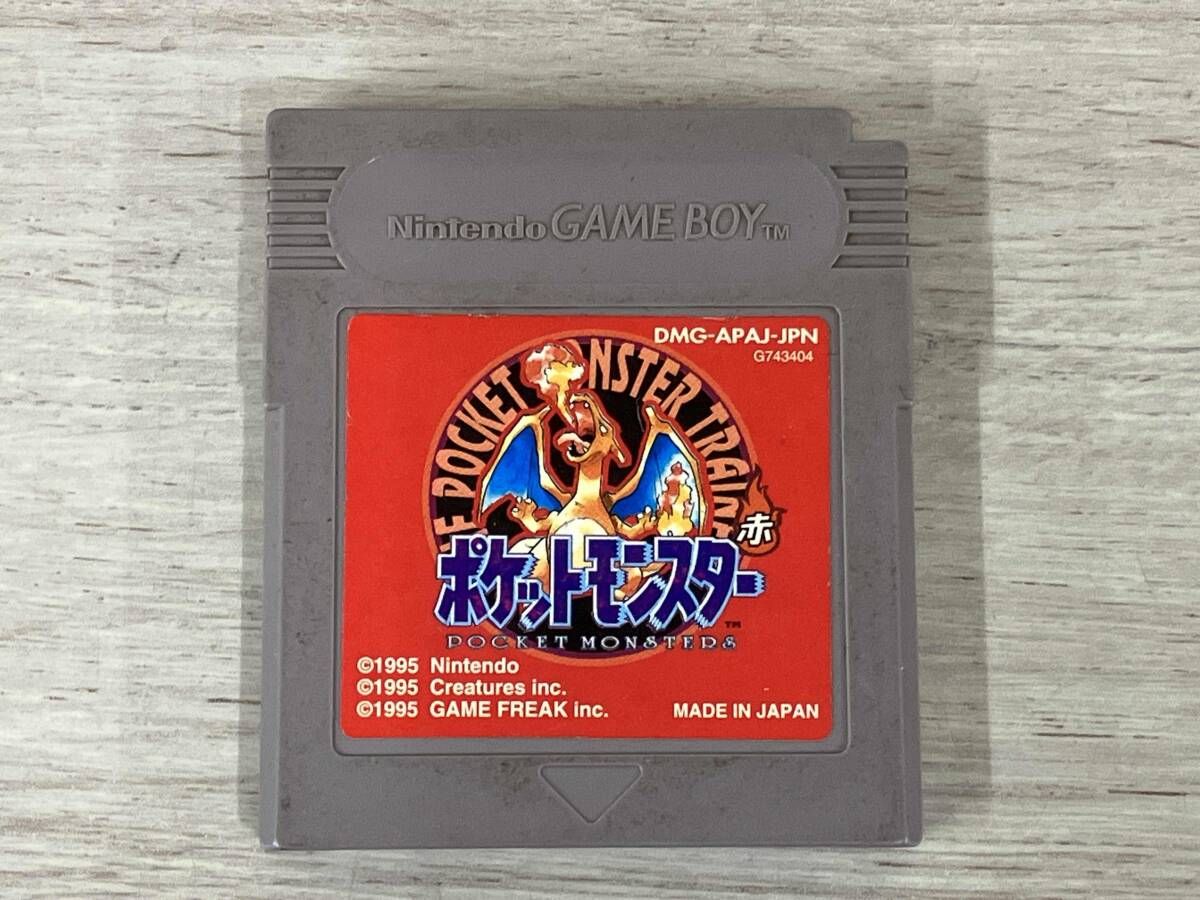 Nintendo GAME BOY TM
DMG-APAJ-JPN
G743404
POCKET MONSTER
赤
ポケットモンスター TM
POCKET MONSTERS
©1995 Nintendo
©1995 Creatures inc.
©1995 GAME FREAK inc.
MADE IN JAPAN